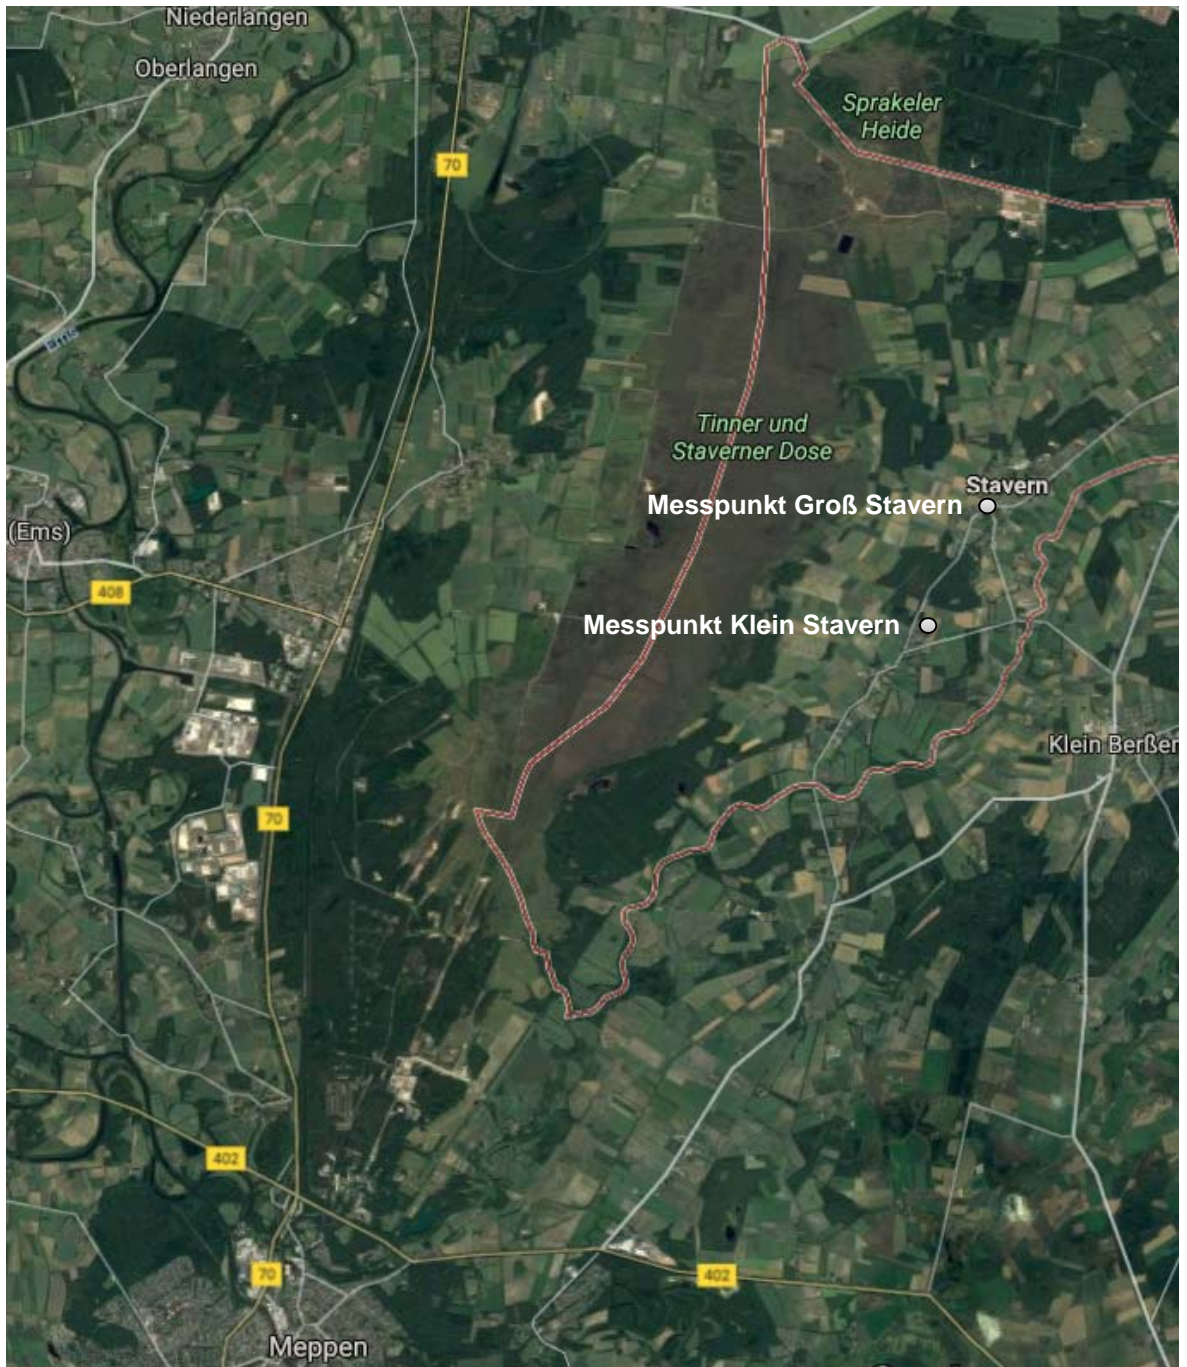 Niederlangen
Oberlangen
Sprakeler
Heide
70
Ems
Tinner und
Staverner Dose
Stavern
Messpunkt Groß Stavern
(Ems)
408
Messpunkt Klein Stavern
Klein Berßen
70
402
70
402
Meppen